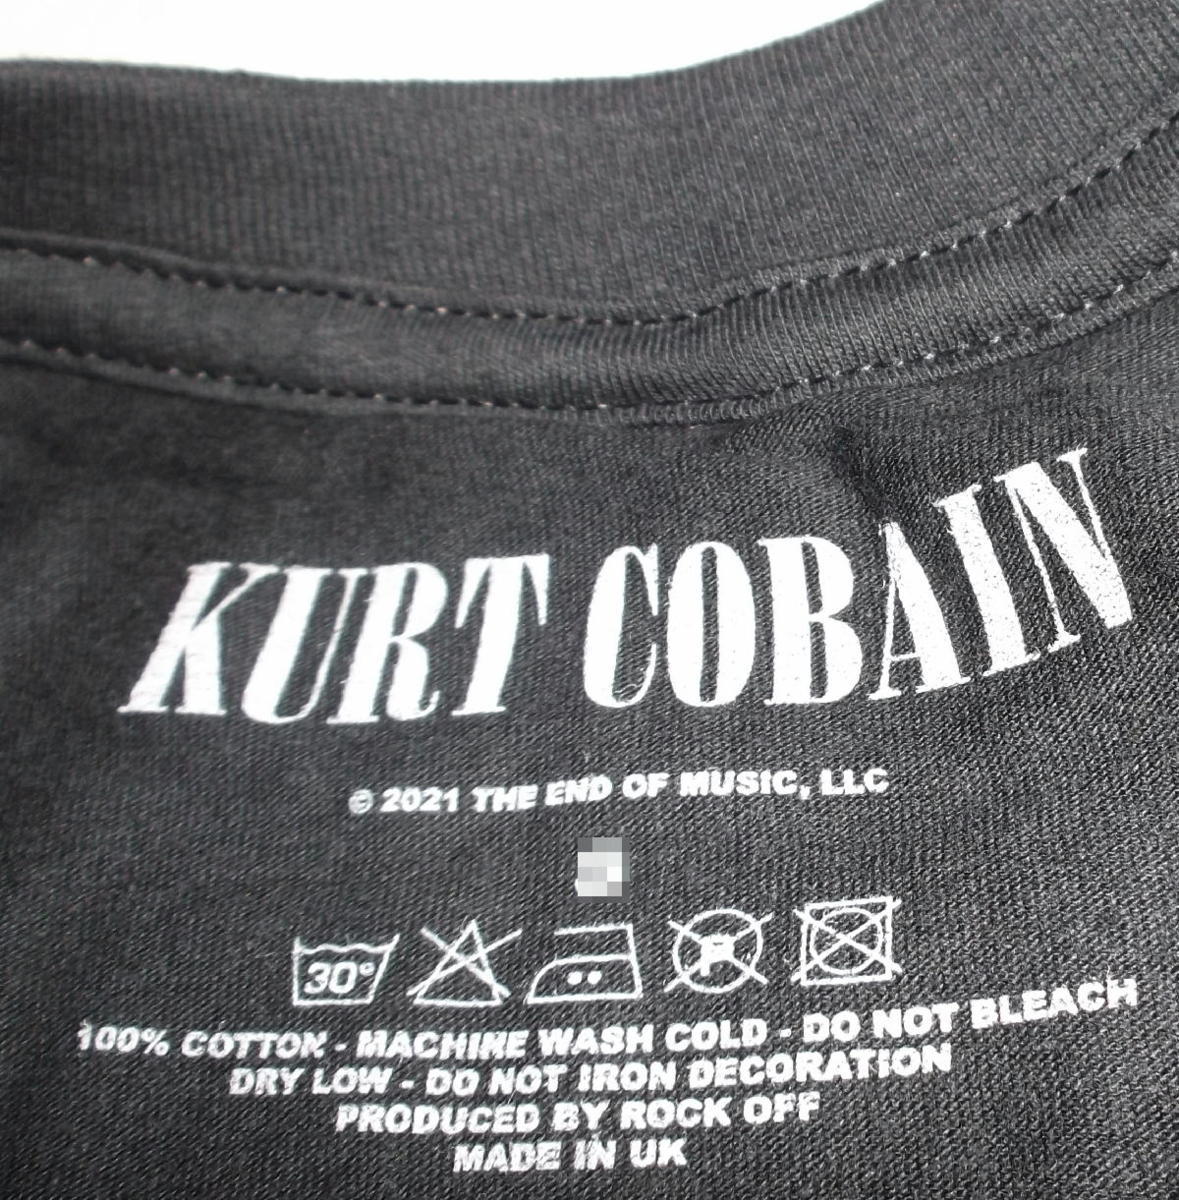 KURT COBAIN
© 2021 THE END OF MUSIC, LLC
30°
P
100% COTTON - MACHINE WASH COLD - DO NOT BLEACH
DRY LOW - DO NOT IRON DECORATION
PRODUCED BY ROCK OFF
MADE IN UK